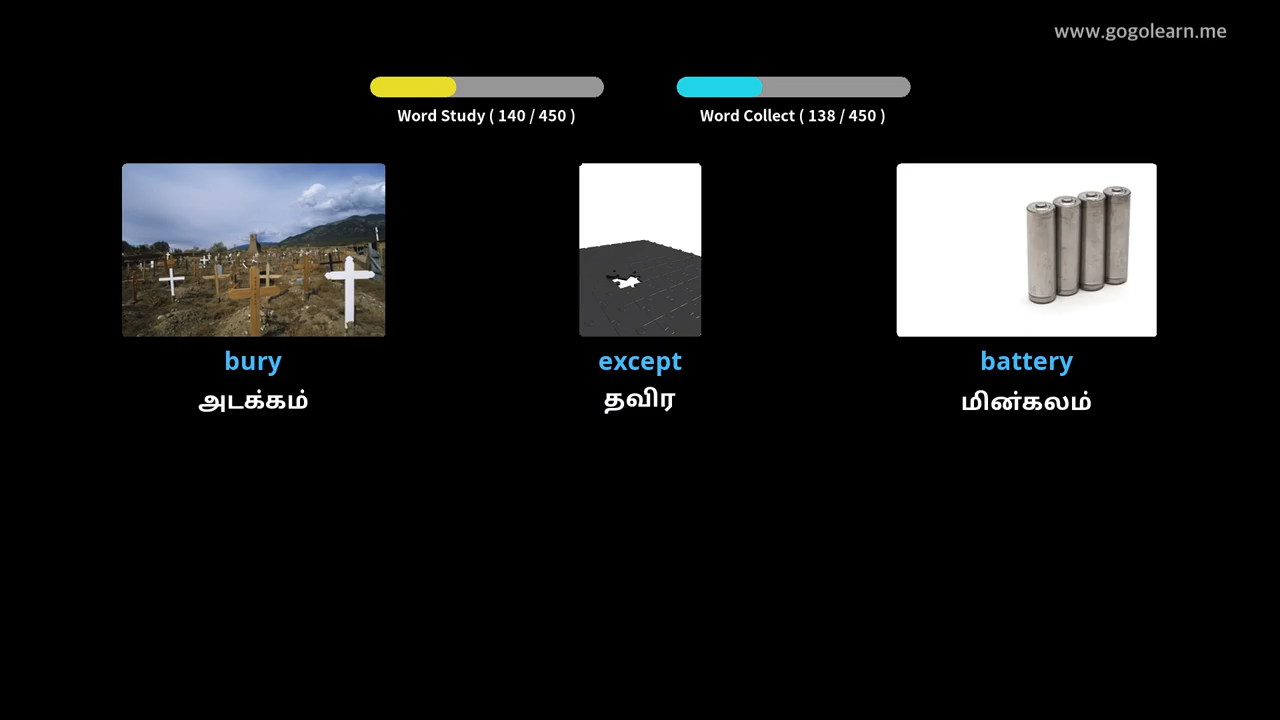 www.gogolearn.me
Word Study ( 140 / 450 )
Word Collect ( 138 / 450 )
bury
அடக்கம்
except
தவிர
battery
மின்கலம்